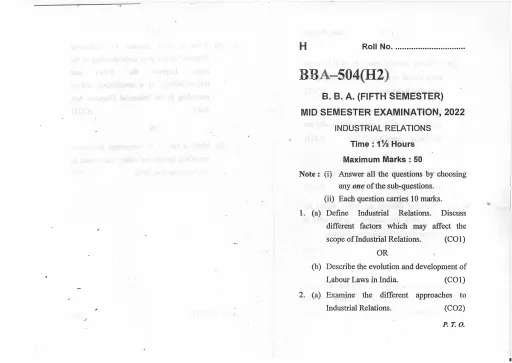 H Roll No. ..............................
BBA–504(H2)
B. B. A. (FIFTH SEMESTER)
MID SEMESTER EXAMINATION, 2022
INDUSTRIAL RELATIONS
Time : 1½ Hours
Maximum Marks : 50
Note : (i) Answer all the questions by choosing
any one of the sub-questions.
(ii) Each question carries 10 marks.
1. (a) Define Industrial Relations. Discuss
different factors which may affect the
scope of Industrial Relations. (CO1)
OR
(b) Describe the evolution and development of
Labour Laws in India. (CO1)
2. (a) Examine the different approaches to
Industrial Relations. (CO2)
P. T. O.